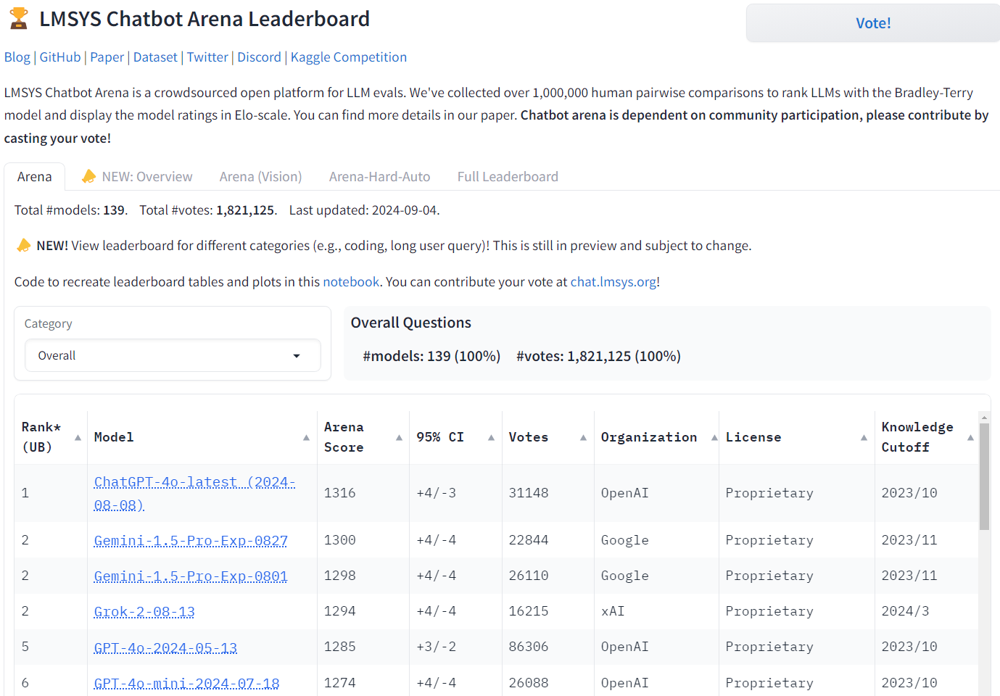 🏆 LMSYS Chatbot Arena Leaderboard
Vote!
Blog | GitHub | Paper | Dataset | Twitter | Discord | Kaggle Competition
LMSYS Chatbot Arena is a crowdsourced open platform for LLM evals. We've collected over 1,000,000 human pairwise comparisons to rank LLMs with the Bradley-Terry
model and display the model ratings in Elo-scale. You can find more details in our paper. Chatbot arena is dependent on community participation, please contribute by
casting your vote!
Arena 📣 NEW: Overview Arena (Vision) Arena-Hard-Auto Full Leaderboard
Total #models: 139. Total #votes: 1,821,125. Last updated: 2024-09-04.
📣 NEW! View leaderboard for different categories (e.g., coding, long user query)! This is still in preview and subject to change.
Code to recreate leaderboard tables and plots in this notebook. You can contribute your vote at chat.lmsys.org!
Category
Overall
Overall Questions
#models: 139 (100%) #votes: 1,821,125 (100%)
Rank* (UB) Model Arena Score 95% CI Votes Organization License Knowledge Cutoff
1 ChatGPT-4o-latest (2024-08-08) 1316 +4/-3 31148 OpenAI Proprietary 2023/10
2 Gemini-1.5-Pro-Exp-0827 1300 +4/-4 22844 Google Proprietary 2023/11
2 Gemini-1.5-Pro-Exp-0801 1298 +4/-4 26110 Google Proprietary 2023/11
2 Grok-2-08-13 1294 +4/-4 16215 xAI Proprietary 2024/3
5 GPT-4o-2024-05-13 1285 +3/-2 86306 OpenAI Proprietary 2023/10
6 GPT-4o-mini-2024-07-18 1274 +4/-4 26088 OpenAI Proprietary 2023/10